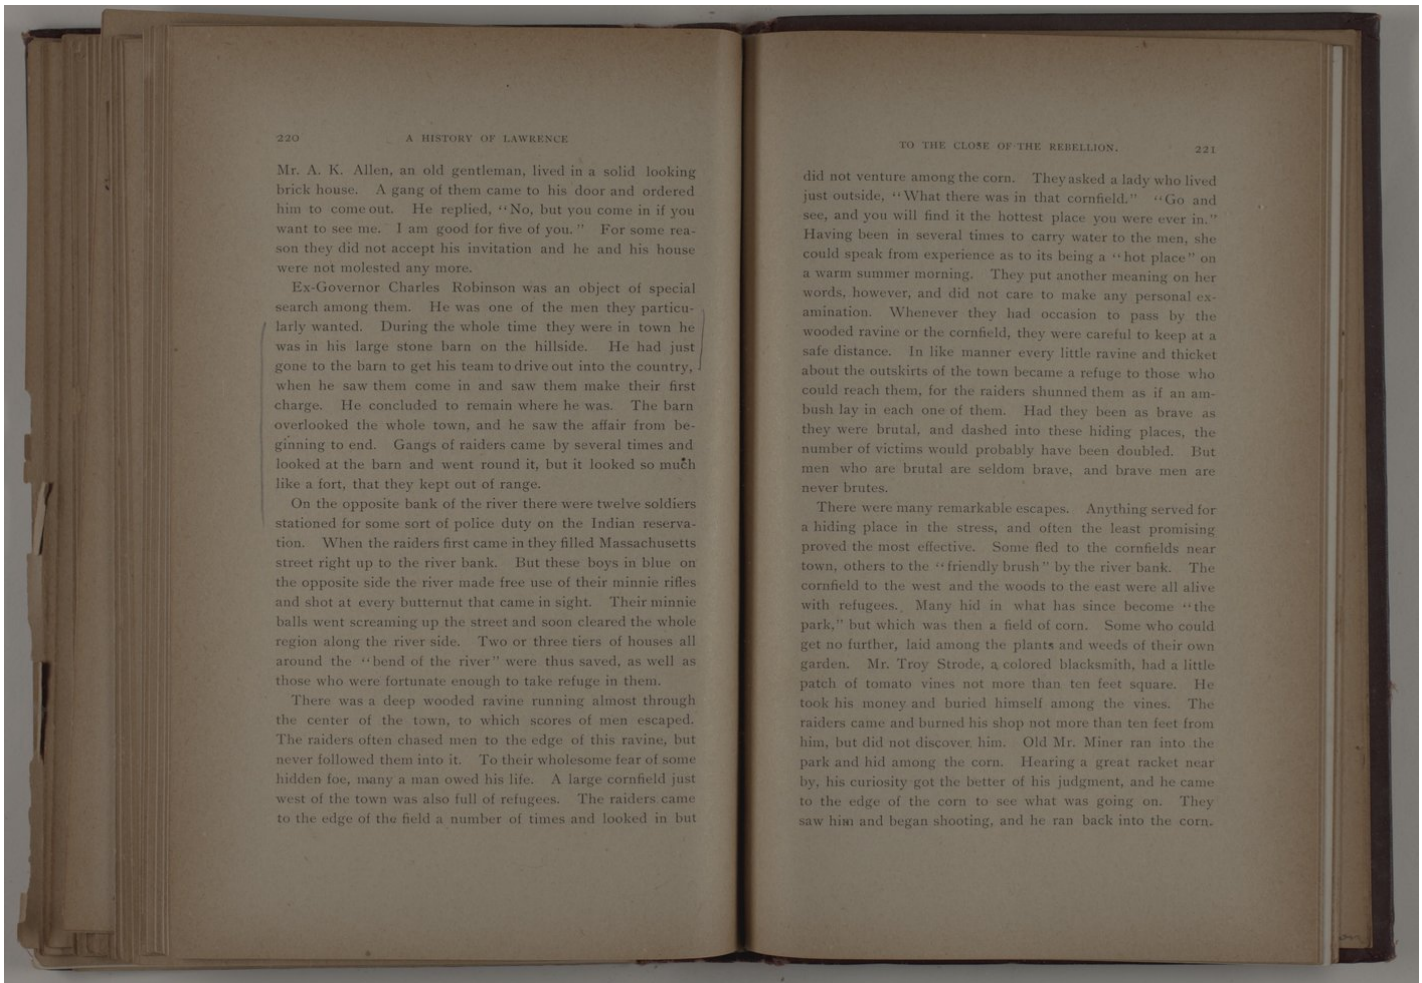 220 A HISTORY OF LAWRENCE
Mr. A. K. Allen, an old gentleman, lived in a solid looking
brick house. A gang of them came to his door and ordered
him to come out. He replied, “No, but you come in if you
want to see me. I am good for five of you.” For some rea-
son they did not accept his invitation and he and his house
were not molested any more.
Ex-Governor Charles Robinson was an object of special
search among them. He was one of the men they particu-
larly wanted. During the whole time they were in town he
was in his large stone barn on the hillside. He had just
gone to the barn to get his team to drive out into the country,
when he saw them come in and saw them make their first
charge. He concluded to remain where he was. The barn
overlooked the whole town, and he saw the affair from be-
ginning to end. Gangs of raiders came by several times and
looked at the barn and went round it, but it looked so much
like a fort, that they kept out of range.
On the opposite bank of the river there were twelve soldiers
stationed for some sort of police duty on the Indian reserva-
tion. When the raiders first came in they filled Massachusetts
street right up to the river bank. But these boys in blue on
the opposite side the river made free use of their minnie rifles
and shot at every butternut that came in sight. Their minnie
balls went screaming up the street and soon cleared the whole
region along the river side. Two or three tiers of houses all
around the “bend of the river” were thus saved, as well as
those who were fortunate enough to take refuge in them.
There was a deep wooded ravine running almost through
the center of the town, to which scores of men escaped.
The raiders often chased men to the edge of this ravine, but
never followed them into it. To their wholesome fear of some
hidden foe, many a man owed his life. A large cornfield just
west of the town was also full of refugees. The raiders came
to the edge of the field a number of times and looked in but
TO THE CLOSE OF THE REBELLION. 221
did not venture among the corn. They asked a lady who lived
just outside, “What there was in that cornfield.” “Go and
see, and you will find it the hottest place you were ever in.”
Having been in several times to carry water to the men, she
could speak from experience as to its being a “hot place” on
a warm summer morning. They put another meaning on her
words, however, and did not care to make any personal ex-
amination. Whenever they had occasion to pass by the
wooded ravine or the cornfield, they were careful to keep at a
safe distance. In like manner every little ravine and thicket
about the outskirts of the town became a refuge to those who
could reach them, for the raiders shunned them as if an am-
bush lay in each one of them. Had they been as brave as
they were brutal, and dashed into these hiding places, the
number of victims would probably have been doubled. But
men who are brutal are seldom brave, and brave men are
never brutes.
There were many remarkable escapes. Anything served for
a hiding place in the stress, and often the least promising
proved the most effective. Some fled to the cornfields near
town, others to the “friendly brush” by the river bank. The
cornfield to the west and the woods to the east were all alive
with refugees. Many hid in what has since become “the
park,” but which was then a field of corn. Some who could
get no further, laid among the plants and weeds of their own
garden. Mr. Troy Strode, a colored blacksmith, had a little
patch of tomato vines not more than ten feet square. He
took his money and buried himself among the vines. The
raiders came and burned his shop not more than ten feet from
him, but did not discover him. Old Mr. Miner ran into the
park and hid among the corn. Hearing a great racket near
by, his curiosity got the better of his judgment, and he came
to the edge of the corn to see what was going on. They
saw him and began shooting, and he ran back into the corn.